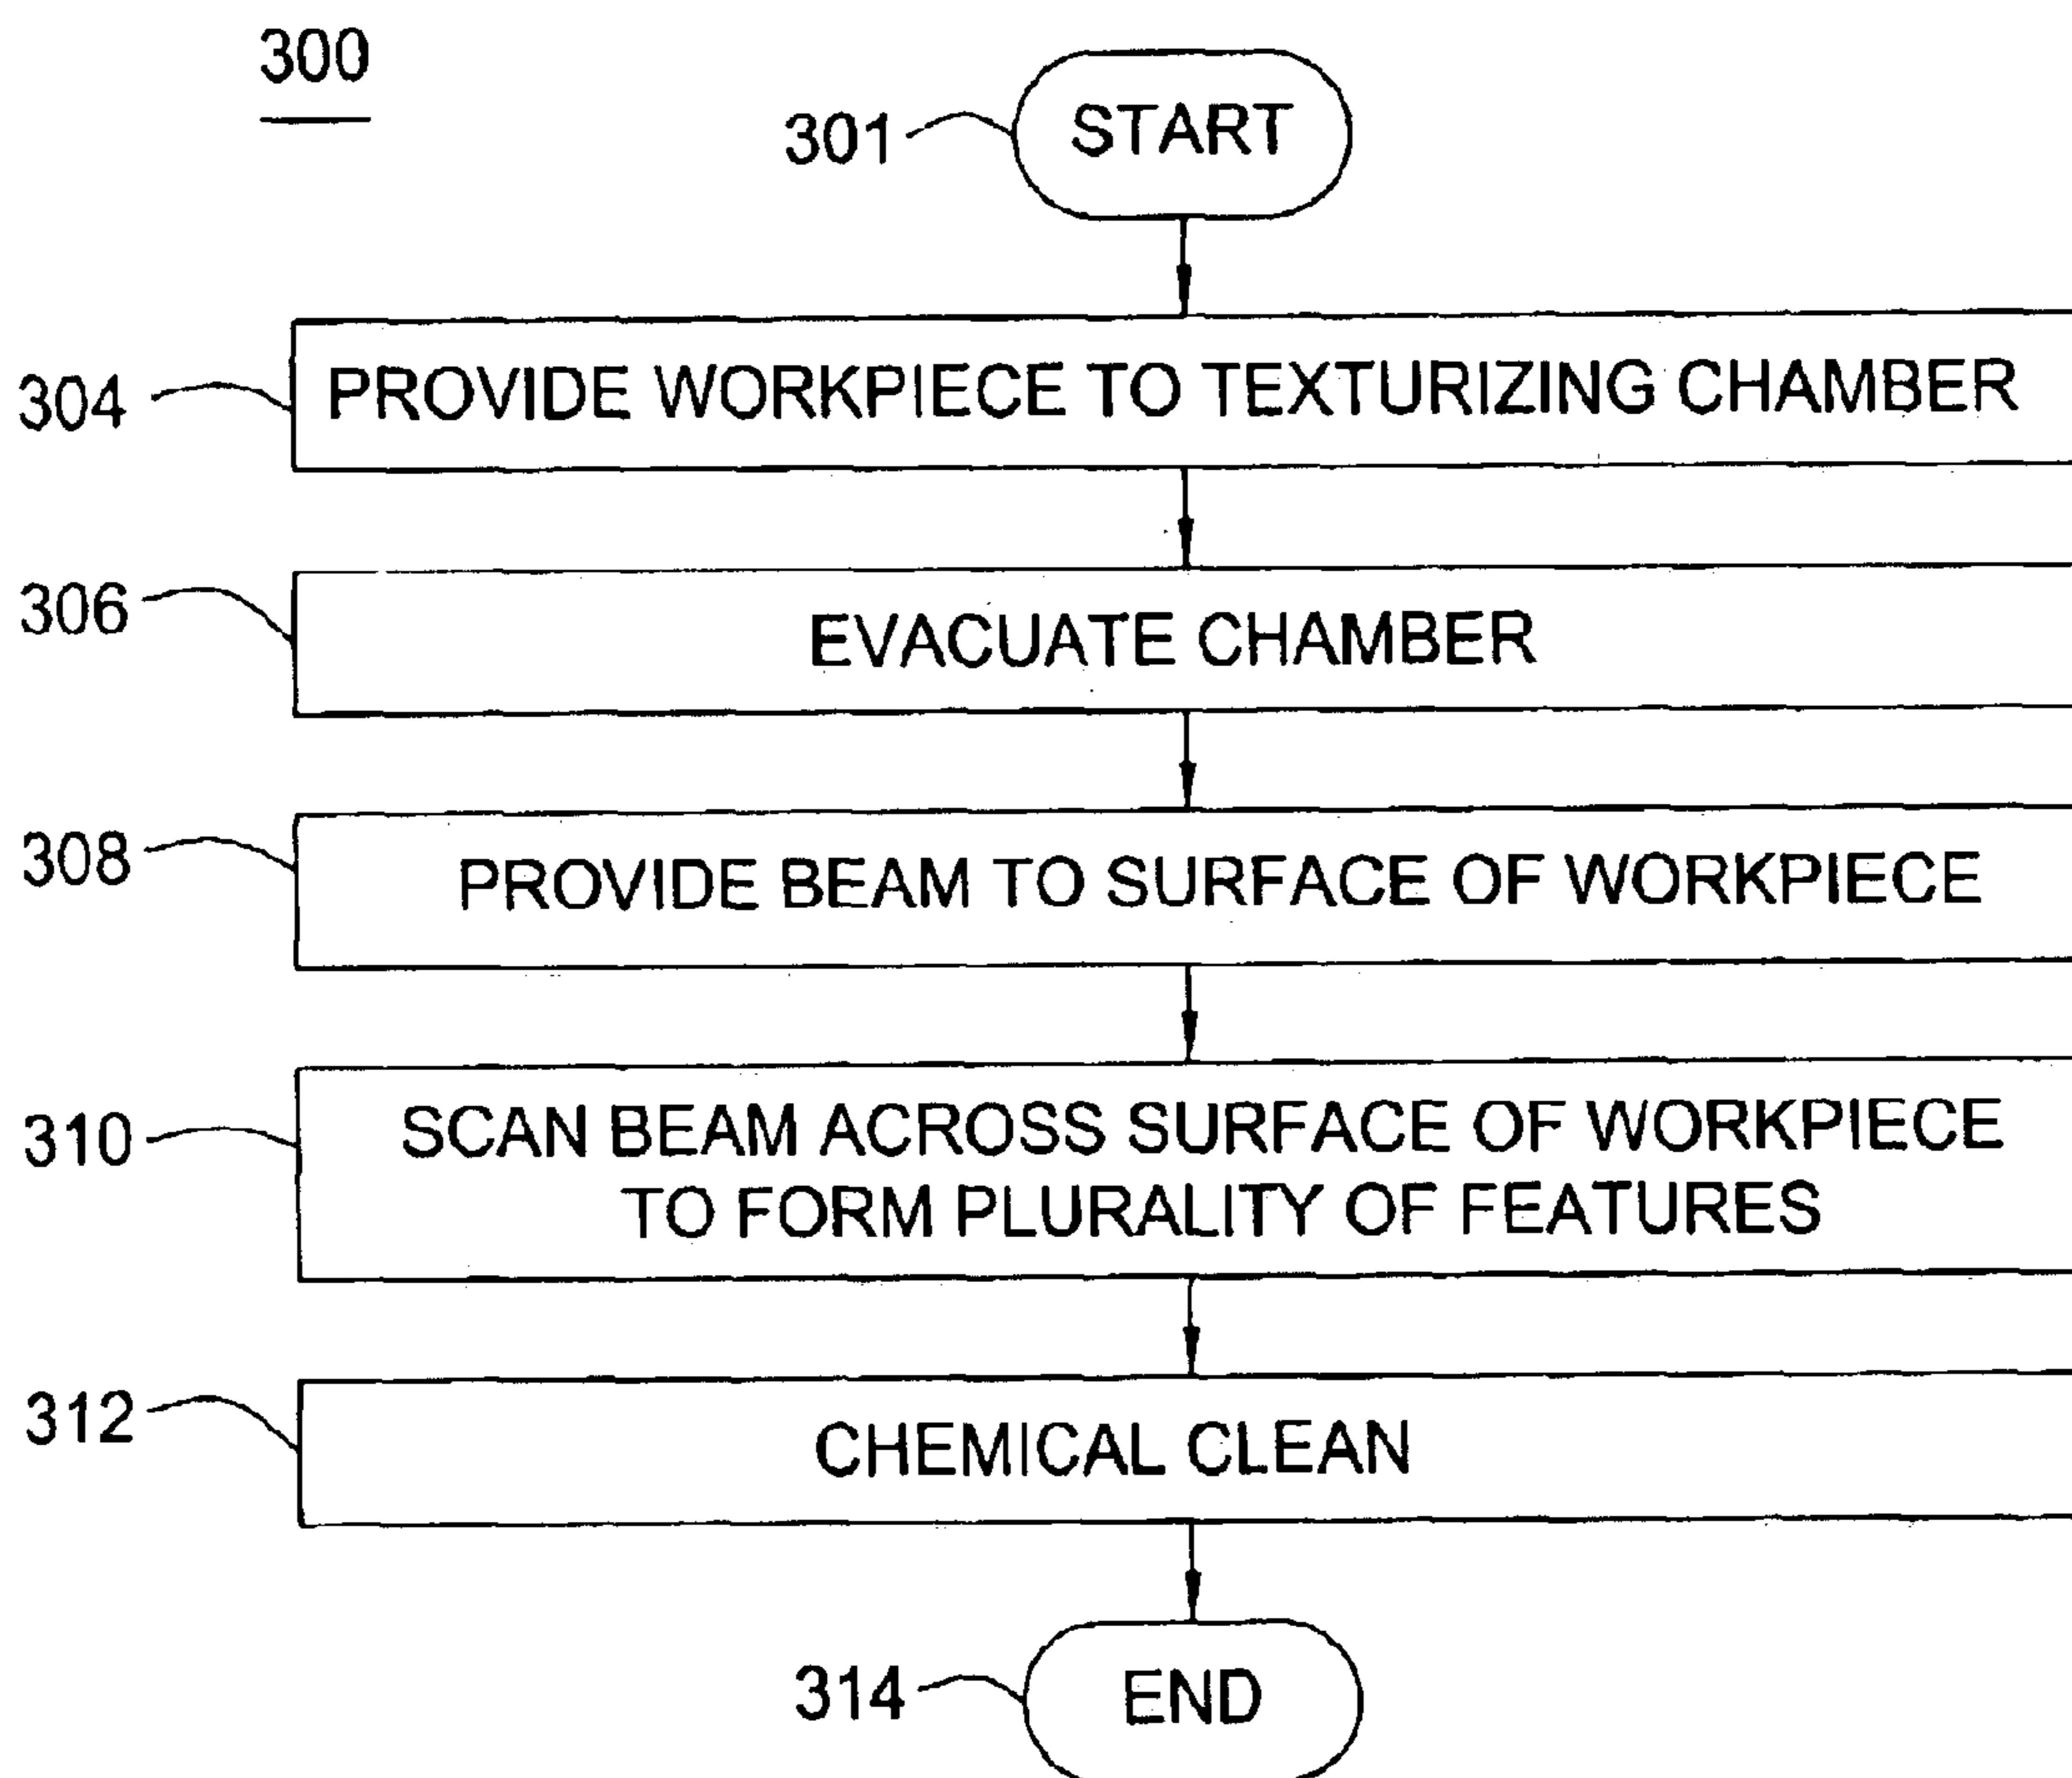 300
301 START
304 PROVIDE WORKPIECE TO TEXTURIZING CHAMBER
306 EVACUATE CHAMBER
308 PROVIDE BEAM TO SURFACE OF WORKPIECE
310 SCAN BEAM ACROSS SURFACE OF WORKPIECE
TO FORM PLURALITY OF FEATURES
312 CHEMICAL CLEAN
314 END